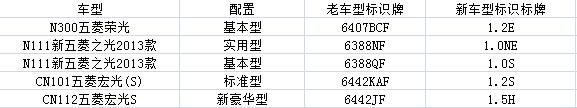 车型 配置 老车型标识牌 新车型标识标牌
N300五菱荣光 基本型 6407BCF 1.2E
N111新五菱之光2013款 实用型 6388NF 1.0NE
N111新五菱之光2013款 基本型 6388QF 1.0S
CN101五菱宏光(S) 标准型 6442KAF 1.2S
CN112五菱宏光S 新豪华型 6442JF 1.5H